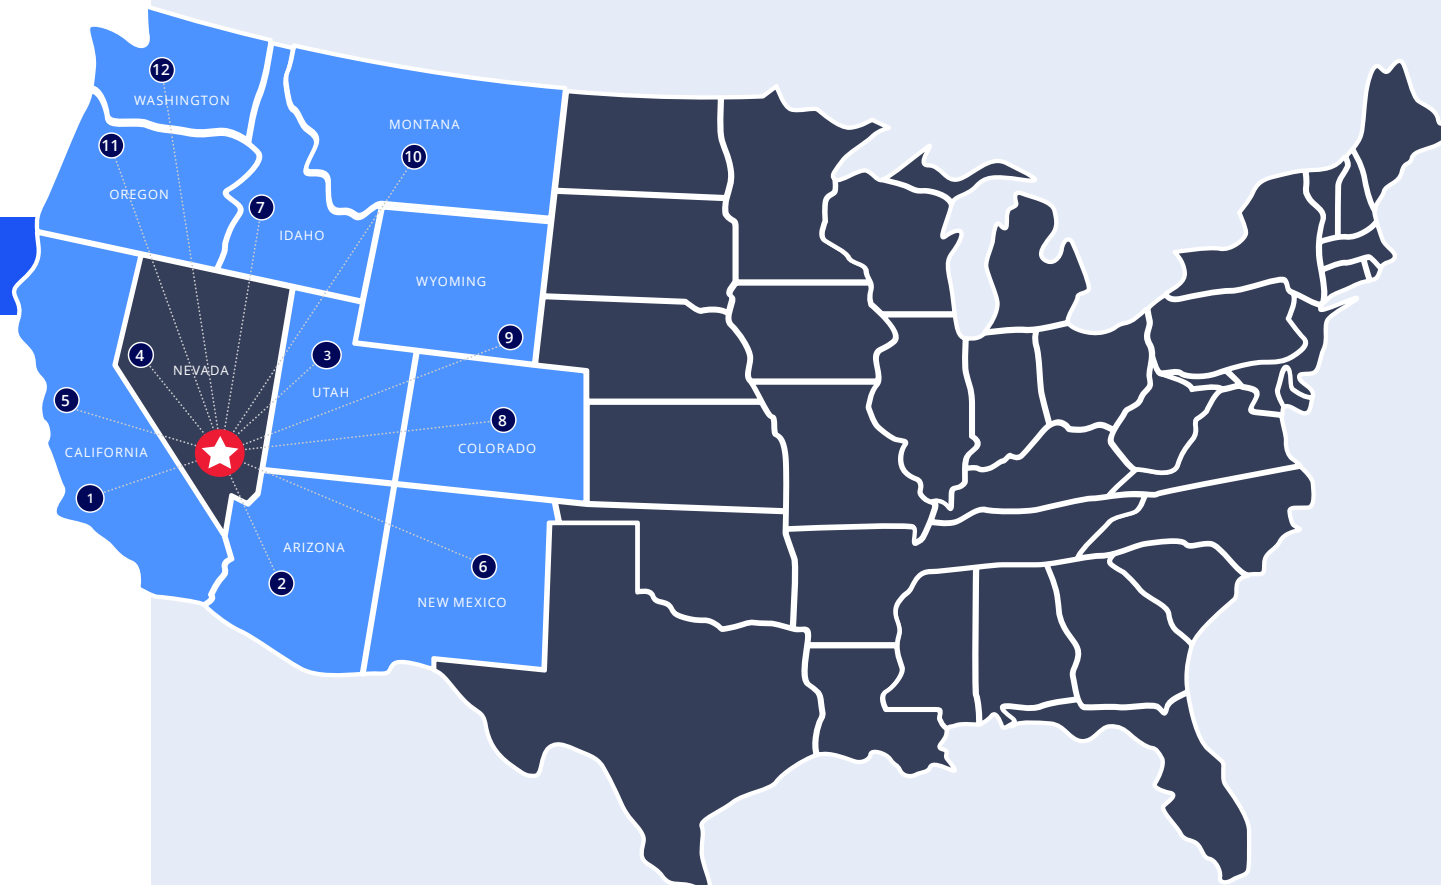 12
WASHINGTON
MONTANA
11
10
OREGON
7
IDAHO
WYOMING
9
4
3
NEVADA
UTAH
5
8
CALIFORNIA
COLORADO
1
ARIZONA
6
2
NEW MEXICO